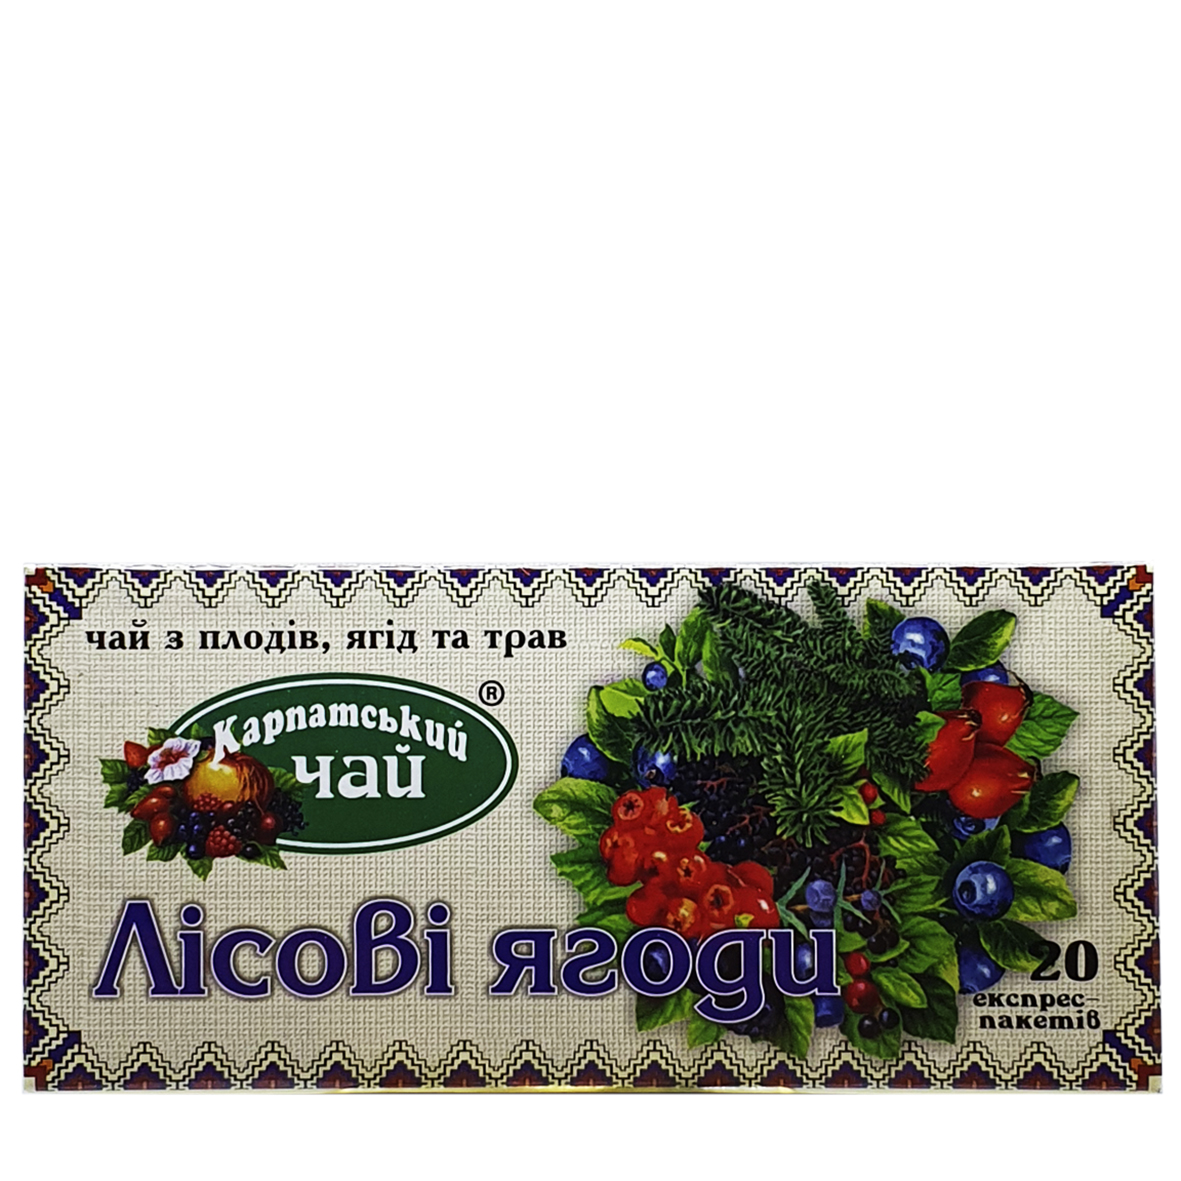 чай з плодів, ягід та трав
®
Карпатський
чай
Лісові ягоди
20
експрес-
пакетів